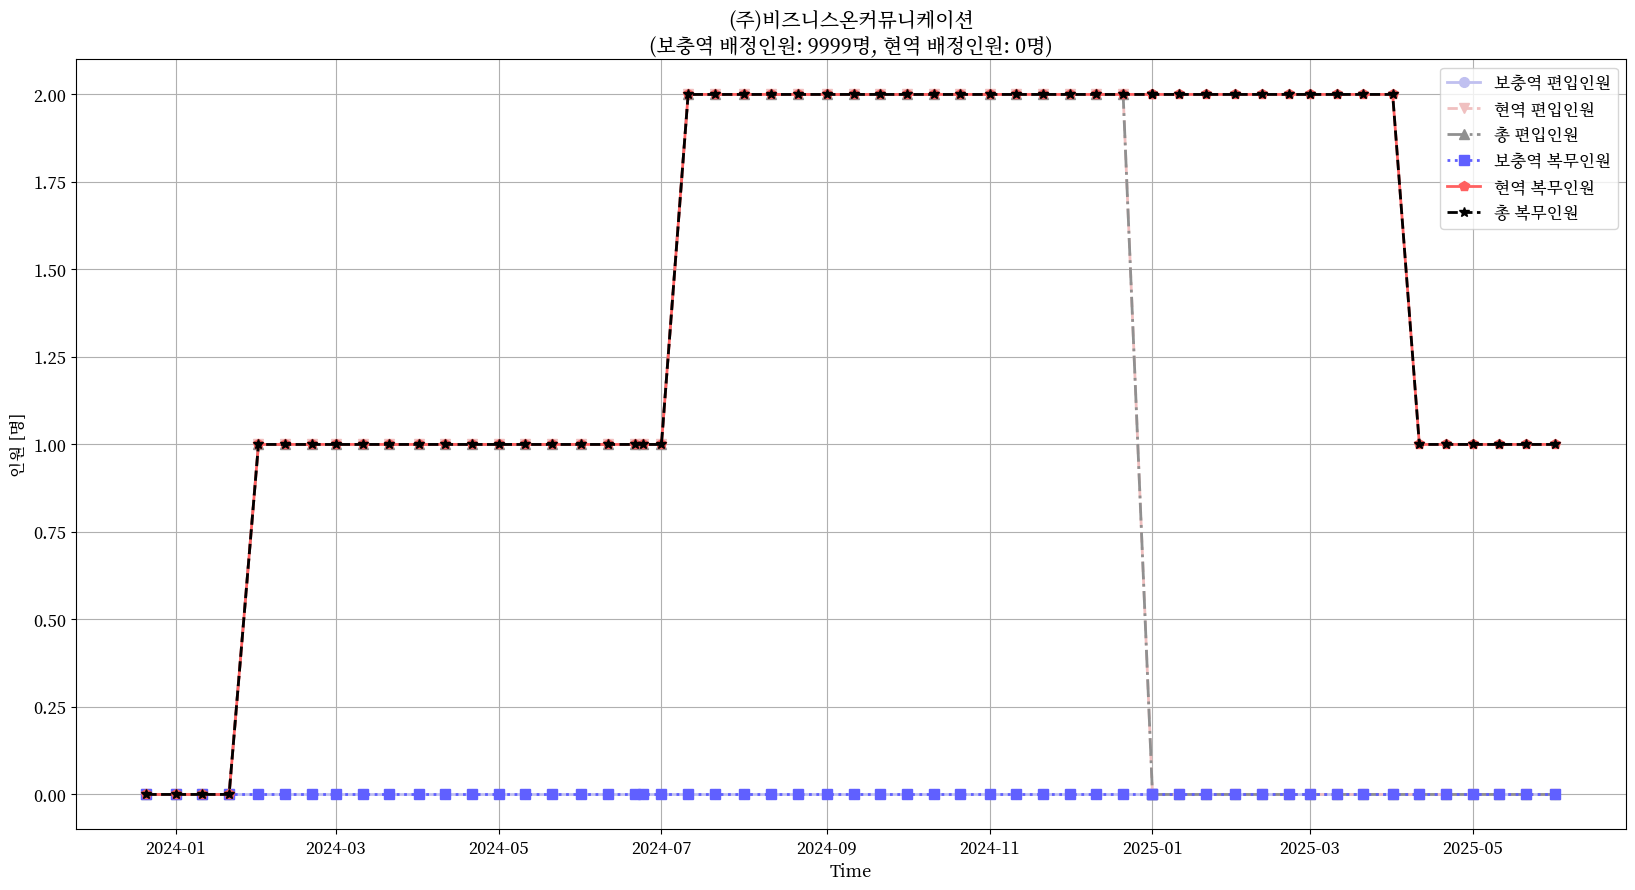 (주)비즈니스온커뮤니케이션
(보충역 배정인원: 9999명, 현역 배정인원: 0명)
보충역 편입인원
현역 편입인원
총 편입인원
보충역 복무인원
현역 복무인원
총 복무인원
2.00
1.75
1.50
1.25
1.00
0.75
0.50
0.25
0.00
인원 [명]
2024-01
2024-03
2024-05
2024-07
2024-09
2024-11
2025-01
2025-03
2025-05
Time